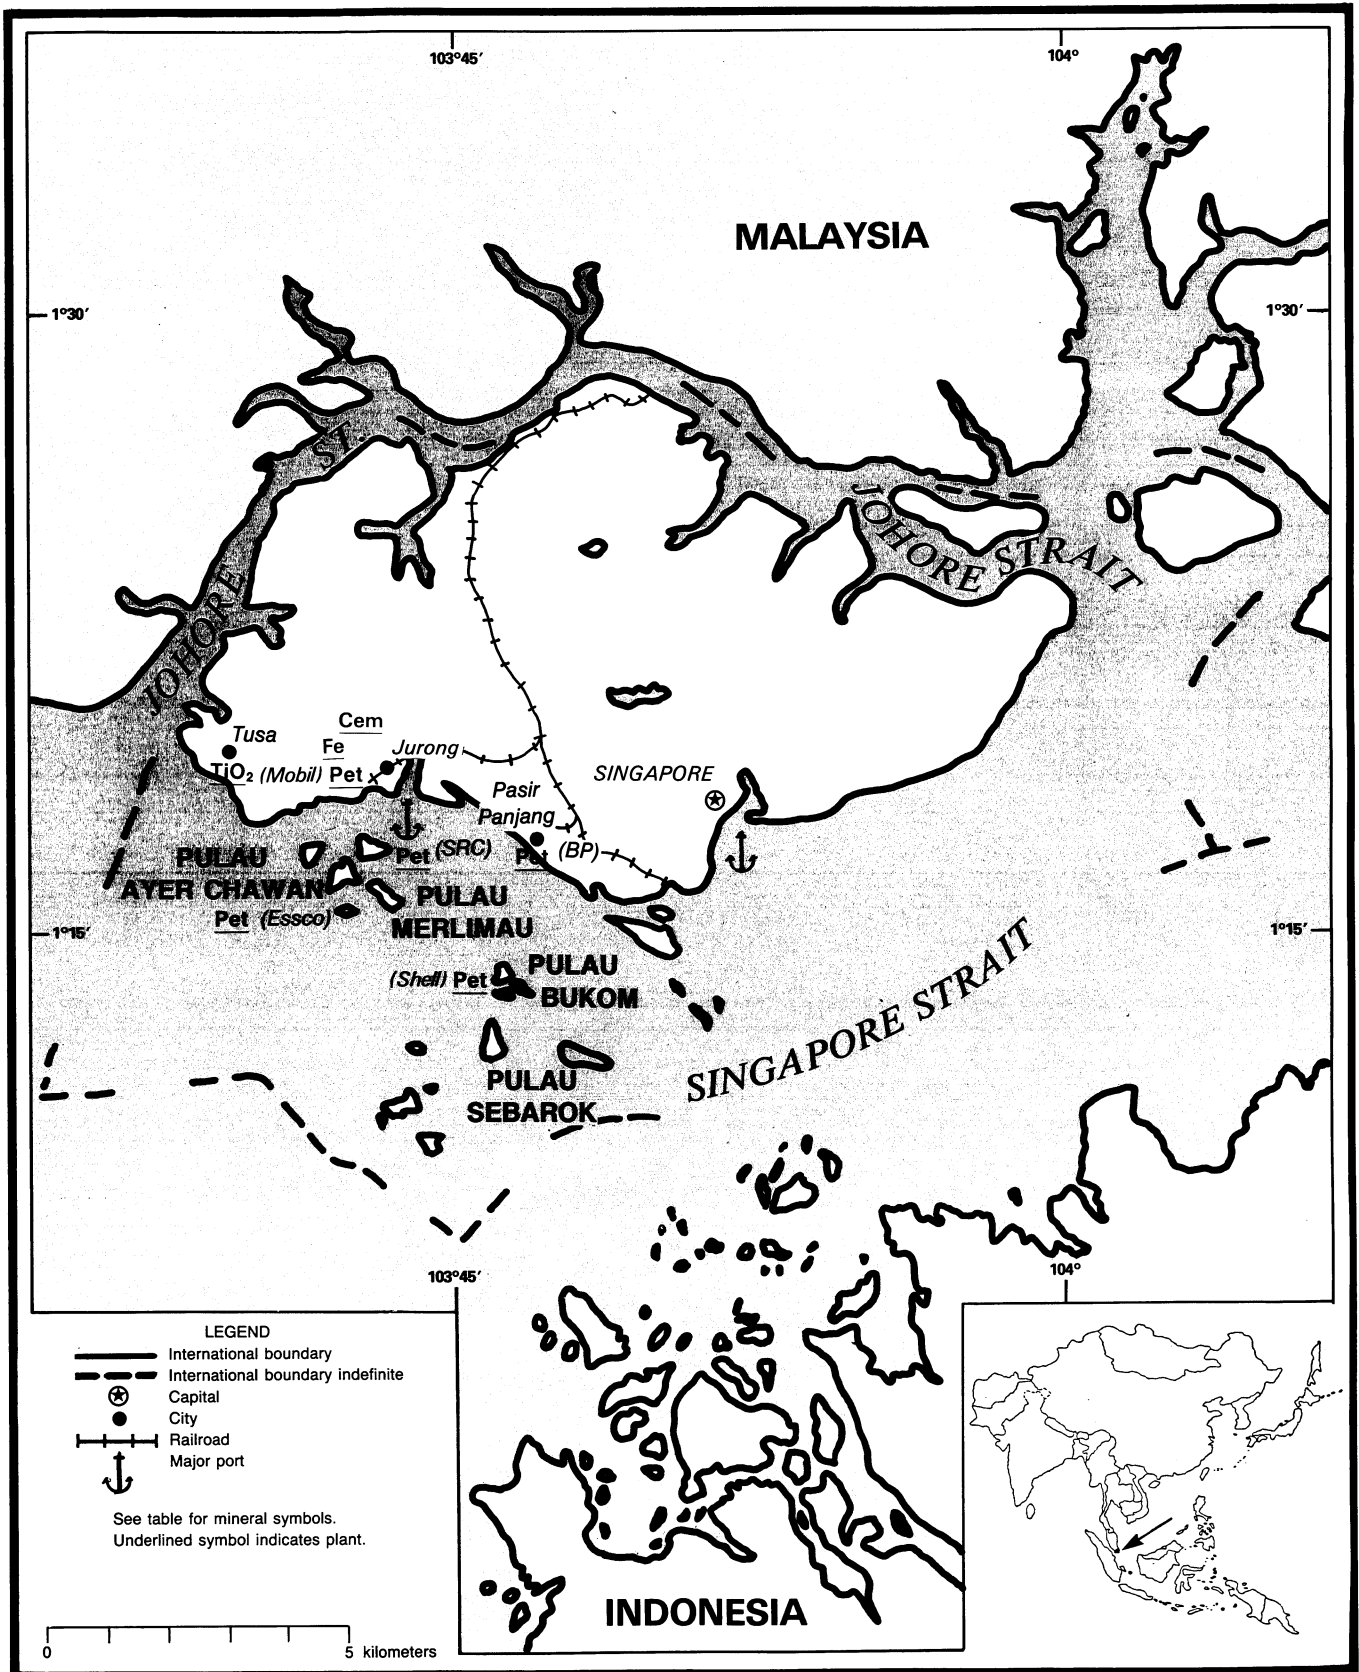 103°45′
104°
MALAYSIA
1°30′
1°30′
JOHORE ST.
JOHORE STRAIT
Cem
Tusa
Fe
Jurong
TiO₂ (Mobil) Pet
SINGAPORE
Pasir
Panjang
Pet (SRC)
Pet (BP)
PULAU
AYER CHAWAN
Pet (Essco)
PULAU
MERLIMAU
1°15′
1°15′
(Shell) Pet
PULAU
BUKOM
SINGAPORE STRAIT
PULAU
SEBAROK
103°45′
104°
LEGEND
International boundary
International boundary indefinite
Capital
City
Railroad
Major port
See table for mineral symbols.
Underlined symbol indicates plant.
INDONESIA
0 5 kilometers